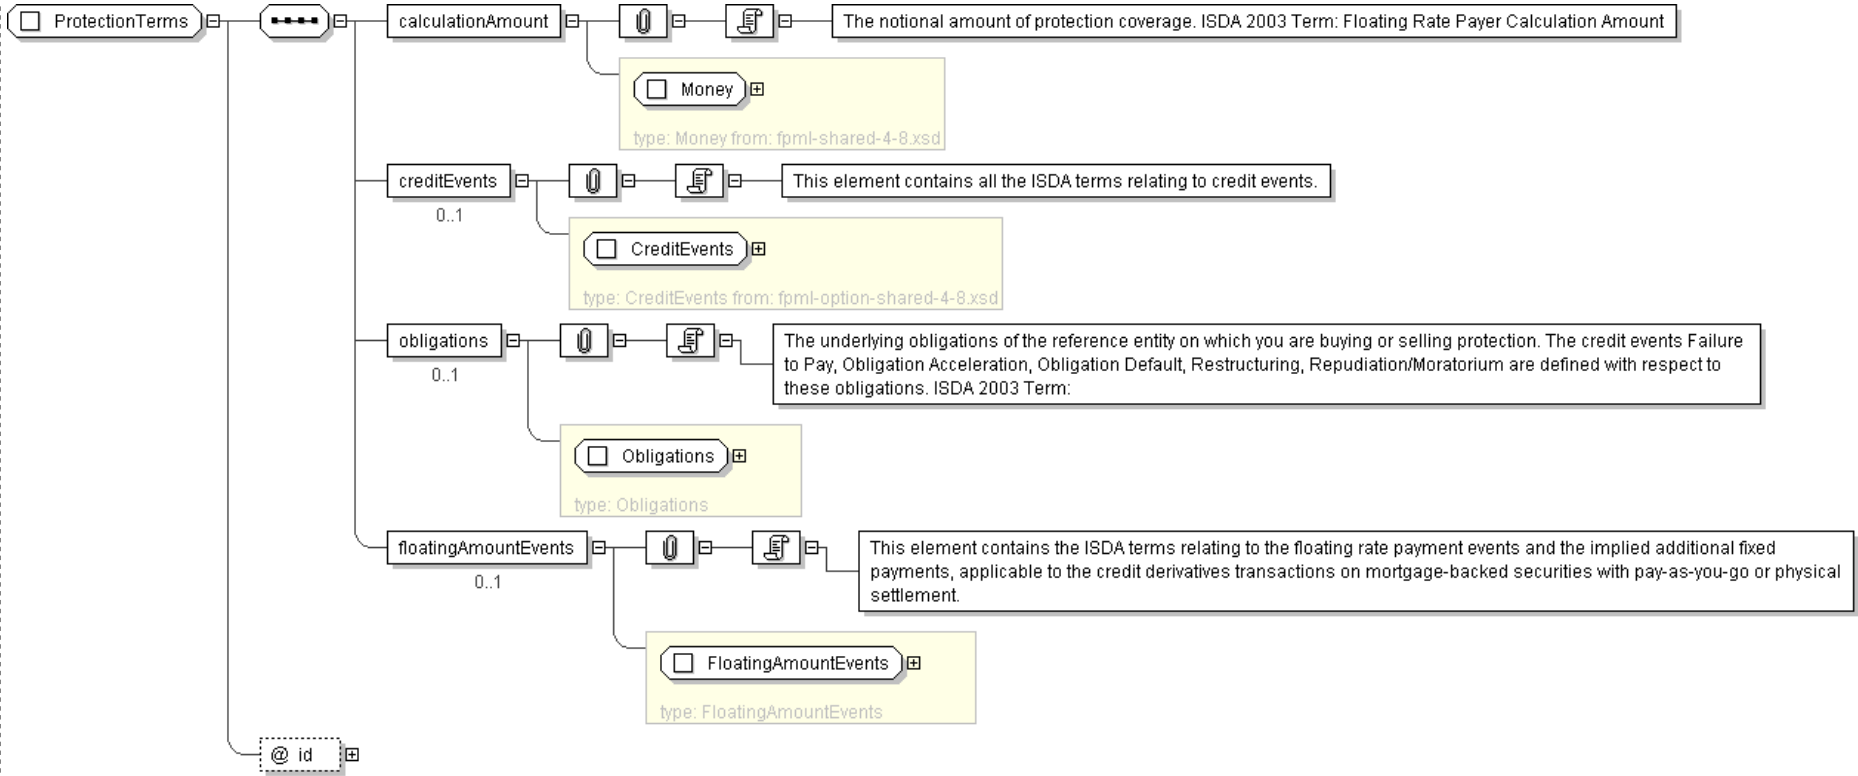 ProtectionTerms
calculationAmount
The notional amount of protection coverage. ISDA 2003 Term: Floating Rate Payer Calculation Amount
Money
type: Money from: fpml-shared-4-8.xsd
creditEvents
This element contains all the ISDA terms relating to credit events.
0..1
CreditEvents
type: CreditEvents from: fpml-option-shared-4-8.xsd
obligations
The underlying obligations of the reference entity on which you are buying or selling protection. The credit events Failure
to Pay, Obligation Acceleration, Obligation Default, Restructuring, Repudiation/Moratorium are defined with respect to
these obligations. ISDA 2003 Term:
0..1
Obligations
type: Obligations
floatingAmountEvents
This element contains the ISDA terms relating to the floating rate payment events and the implied additional fixed
payments, applicable to the credit derivatives transactions on mortgage-backed securities with pay-as-you-go or physical
settlement.
0..1
FloatingAmountEvents
type: FloatingAmountEvents
@ id